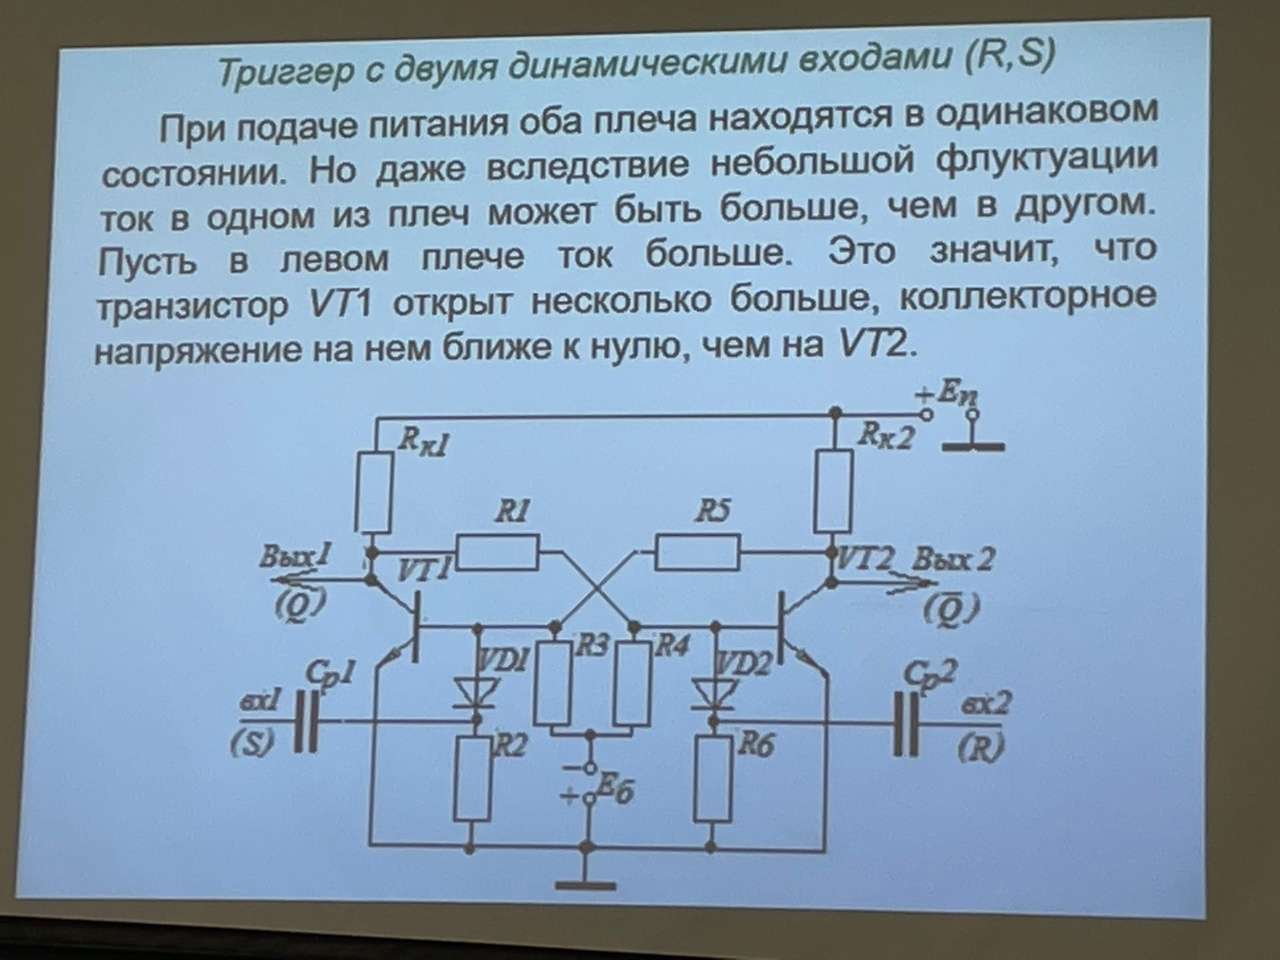 Триггер с двумя динамическими входами (R,S)
При подаче питания оба плеча находятся в одинаковом
состоянии. Но даже вследствие небольшой флуктуации
ток в одном из плеч может быть больше, чем в другом.
Пусть в левом плече ток больше. Это значит, что
транзистор VT1 открыт несколько больше, коллекторное
напряжение на нем ближе к нулю, чем на VT2.
+Eп
Rк1
Rк2
R1
R5
Вых1
VT1
VT2
Вых 2
(Q)
(Q̅)
VD1
R3
R4
VD2
Cр1
Cр2
вх1
вх2
(S)
R2
R6
(R)
−
+
Eб